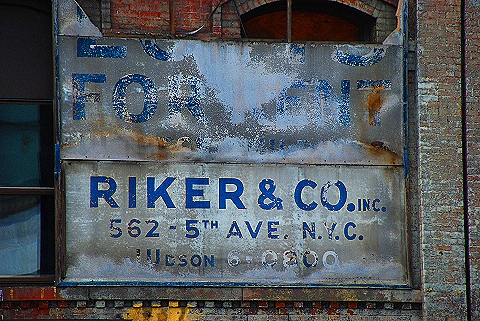 FOR RENT
RIKER & CO. INC.
562 - 5TH AVE. N.Y.C.
HUDSON 6-0800